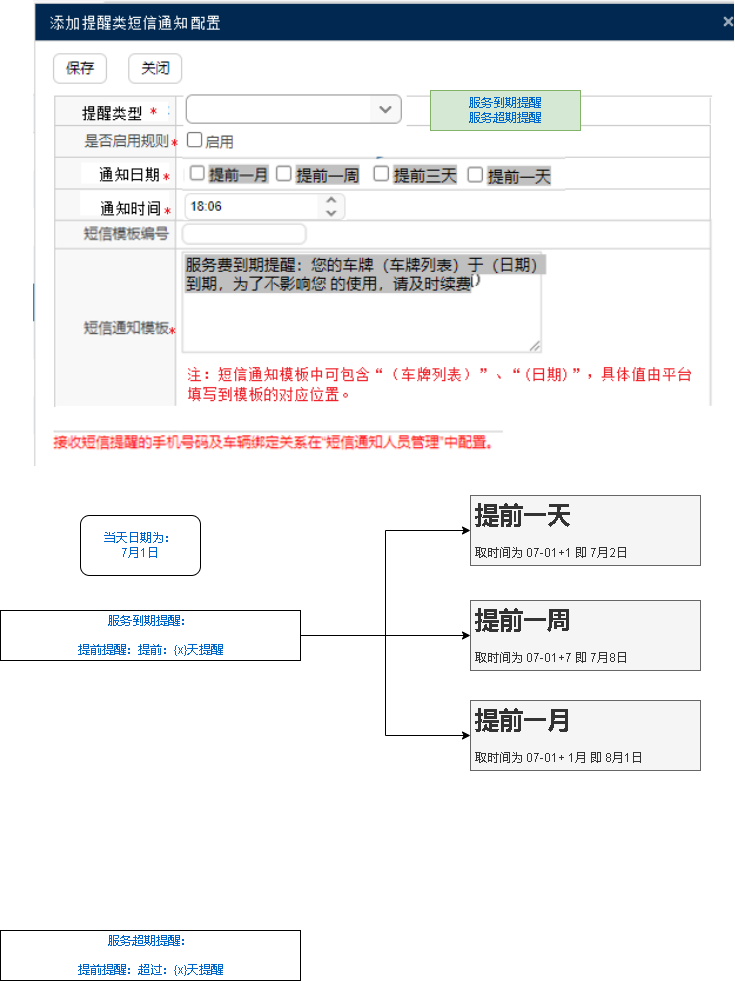 添加提醒类短信通知配置
保存
关闭
提醒类型 * :
服务到期提醒
服务超期提醒
是否启用规则*
启用
通知日期*
提前一月
提前一周
提前三天
提前一天
通知时间*
18:06
短信模板编号
服务费到期提醒：您的车牌（车牌列表）于（日期）
到期，为了不影响您 的使用，请及时续费
短信通知模板*
注：短信通知模板中可包含“（车牌列表）”、“(日期)”，具体值由平台
填写到模板的对应位置。
接收短信提醒的手机号码及车辆绑定关系在“短信通知人员管理”中配置。
当天日期为：
7月1日
提前一天
取时间为 07-01+1 即 7月2日
服务到期提醒：
提前提醒：提前：{x}天提醒
提前一周
取时间为 07-01+7 即 7月8日
提前一月
取时间为 07-01+ 1月 即 8月1日
服务超期提醒：
提前提醒：超过：{x}天提醒